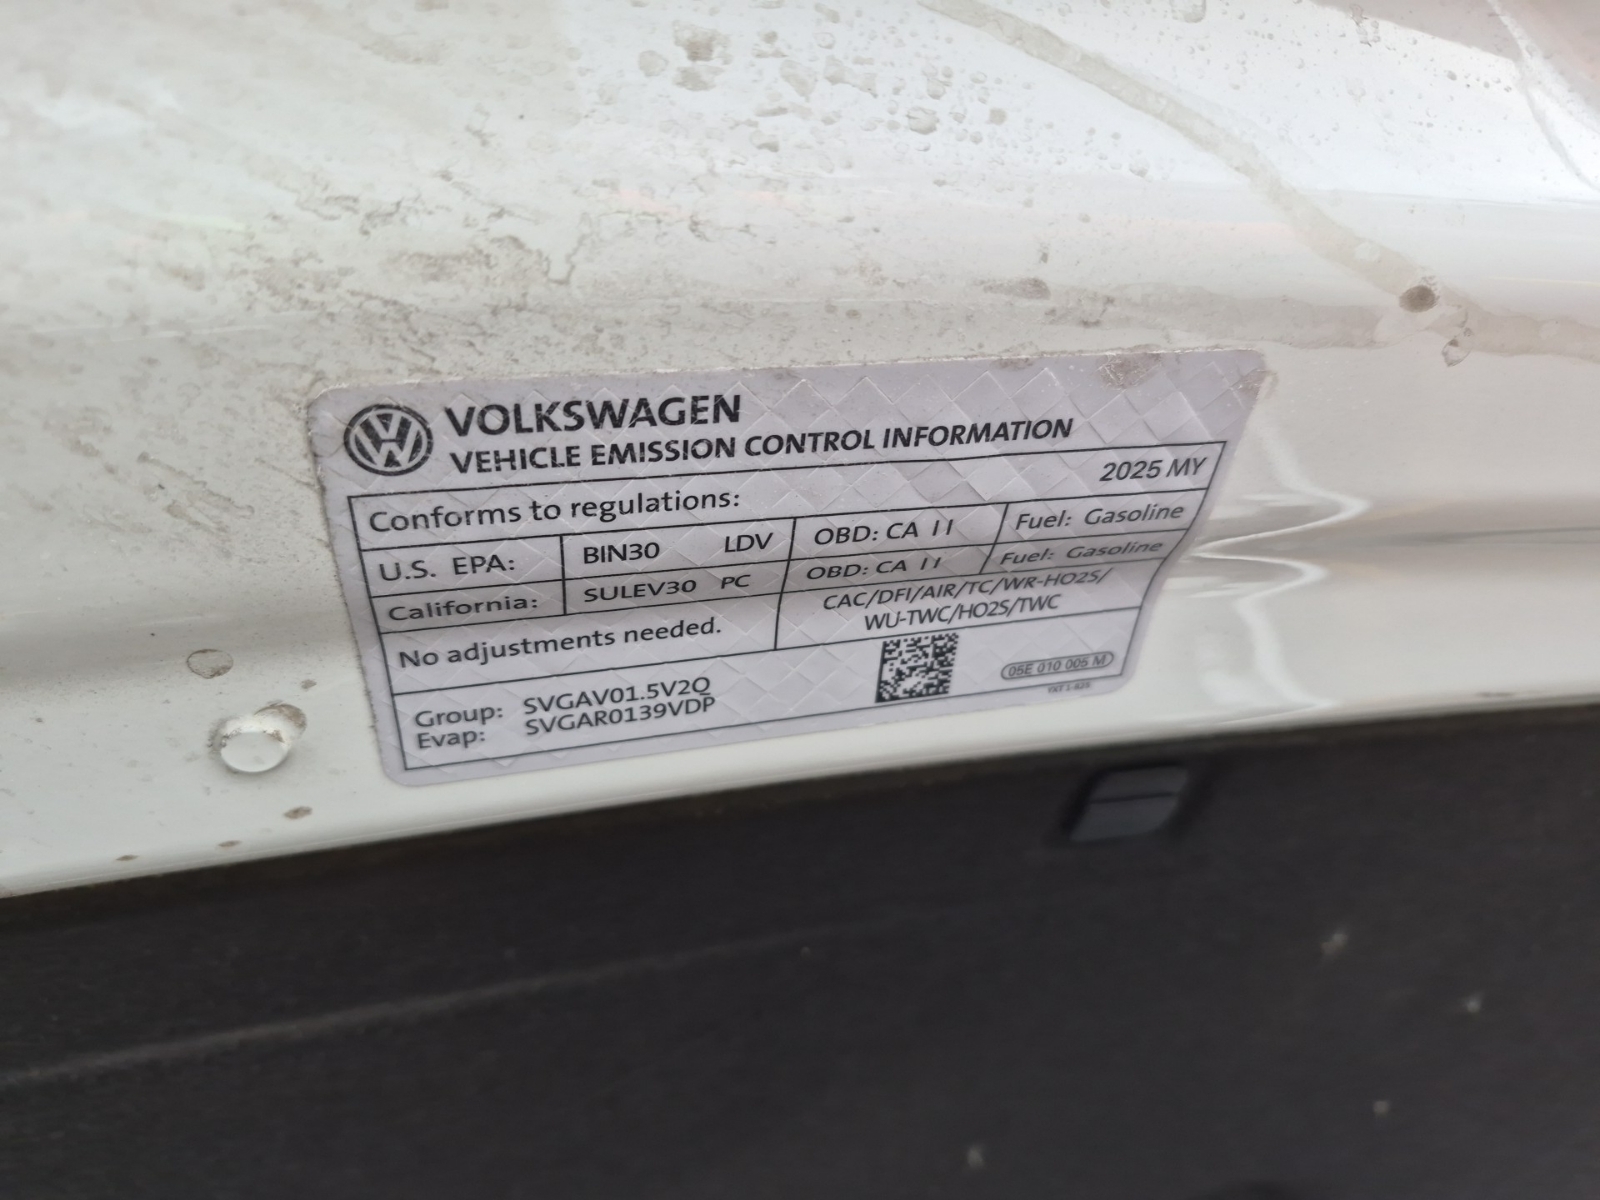 VOLKSWAGEN
VEHICLE EMISSION CONTROL INFORMATION
Conforms to regulations: 2025 MY
U.S. EPA: BIN30 LDV OBD: CA II Fuel: Gasoline
California: SULEV30 PC OBD: CA II Fuel: Gasoline
No adjustments needed. CAC/DFI/AIR/TC/WR-HO2S/
WU-TWC/HO2S/TWC
Group: SVGAV01.5V2Q
Evap: SVGAR0139VDP
05E 010 005 M